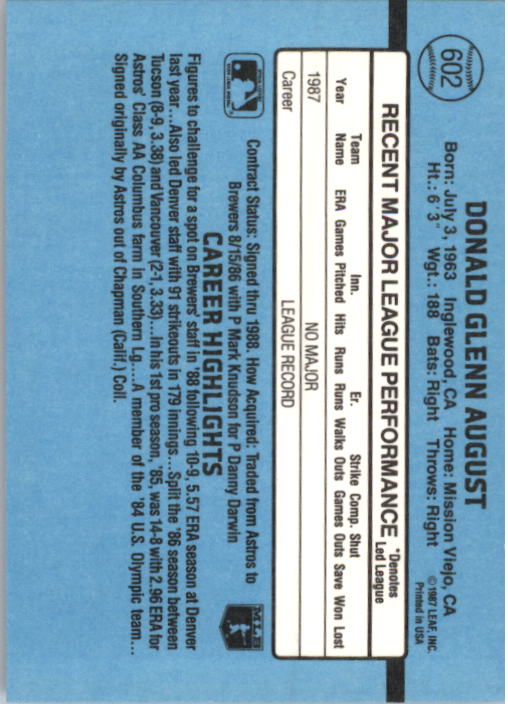 602
DONALD GLENN AUGUST
Born: July 3, 1963 Inglewood, CA Home: Mission Viejo, CA
Ht.: 6'3" Wgt.: 188 Bats: Right Throws: Right
©1987 LEAF, INC.
Printed in USA
RECENT MAJOR LEAGUE PERFORMANCE *Denotes Led League
Year Team Name ERA Games Inn. Pitched Hits Runs Er. Runs Walks Strike Outs Comp. Games Shut Outs Save Won Lost
1987 NO MAJOR
Career LEAGUE RECORD
Contract Status: Signed thru 1988. How Acquired: Traded from Astros to
Brewers 8/15/86 with P Mark Knudson for P Danny Darwin
MLB
CAREER HIGHLIGHTS
Figures to challenge for a spot on Brewers' staff in '88 following 10-9, 5.57 ERA season at Denver
last year...Also led Denver staff with 91 strikeouts in 179 innings...Split the '86 season between
Tucson (8-9, 3.38) and Vancouver (2-1, 3.33)....In his 1st pro season, '85, was 14-8 with 2.96 ERA for
Astros' Class AA Columbus farm in Southern Lg....A member of the '84 U.S. Olympic team...
Signed originally by Astros out of Chapman (Calif.) Coll.